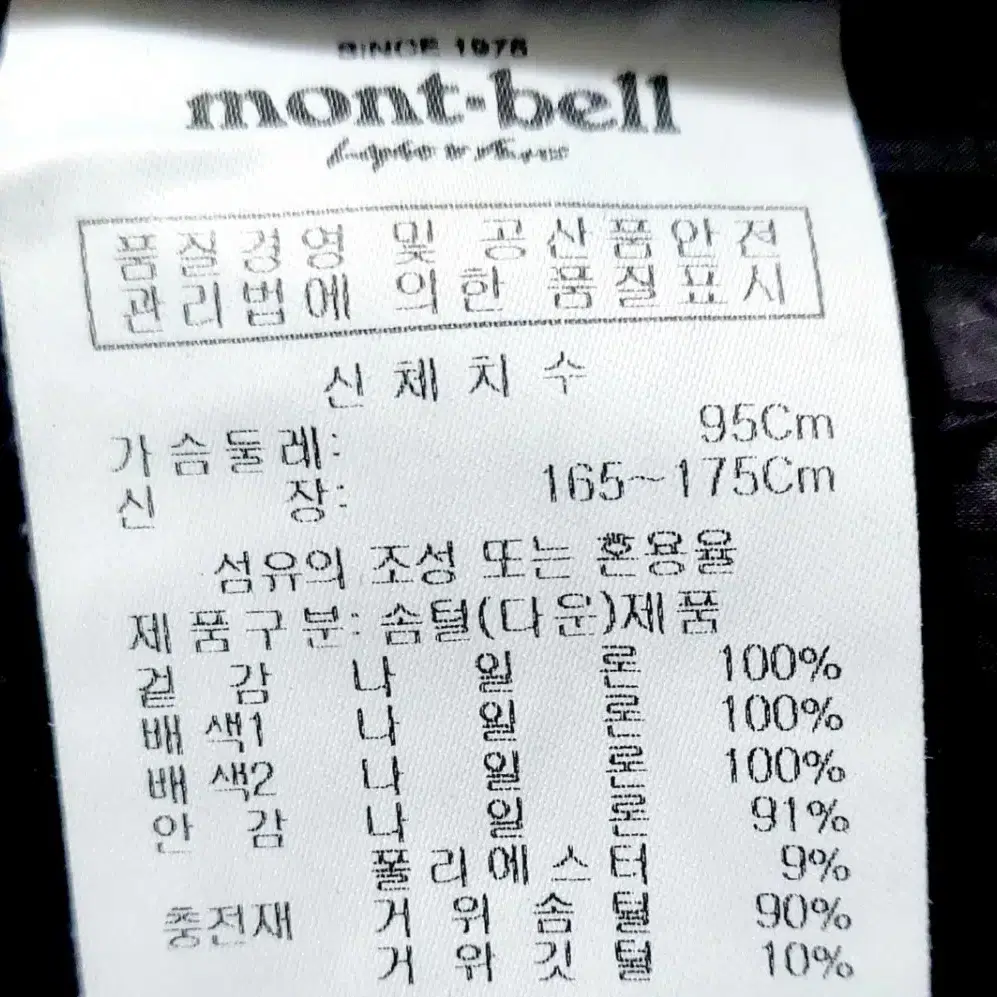 SINCE 1975
mont-bell
품질경영 및 공산품안전
관리법에 의한 품질표시
신체치수
가슴둘레: 95Cm
신 장: 165~175Cm
섬유의 조성 또는 혼용율
제품구분: 솜털(다운)제품
겉 감 나 일 론 100%
배 색1 나 일 론 100%
배 색2 나 일 론 100%
안 감 나 일 론 91%
폴리에스터 9%
충전재 거 위 솜 털 90%
거 위 깃 털 10%